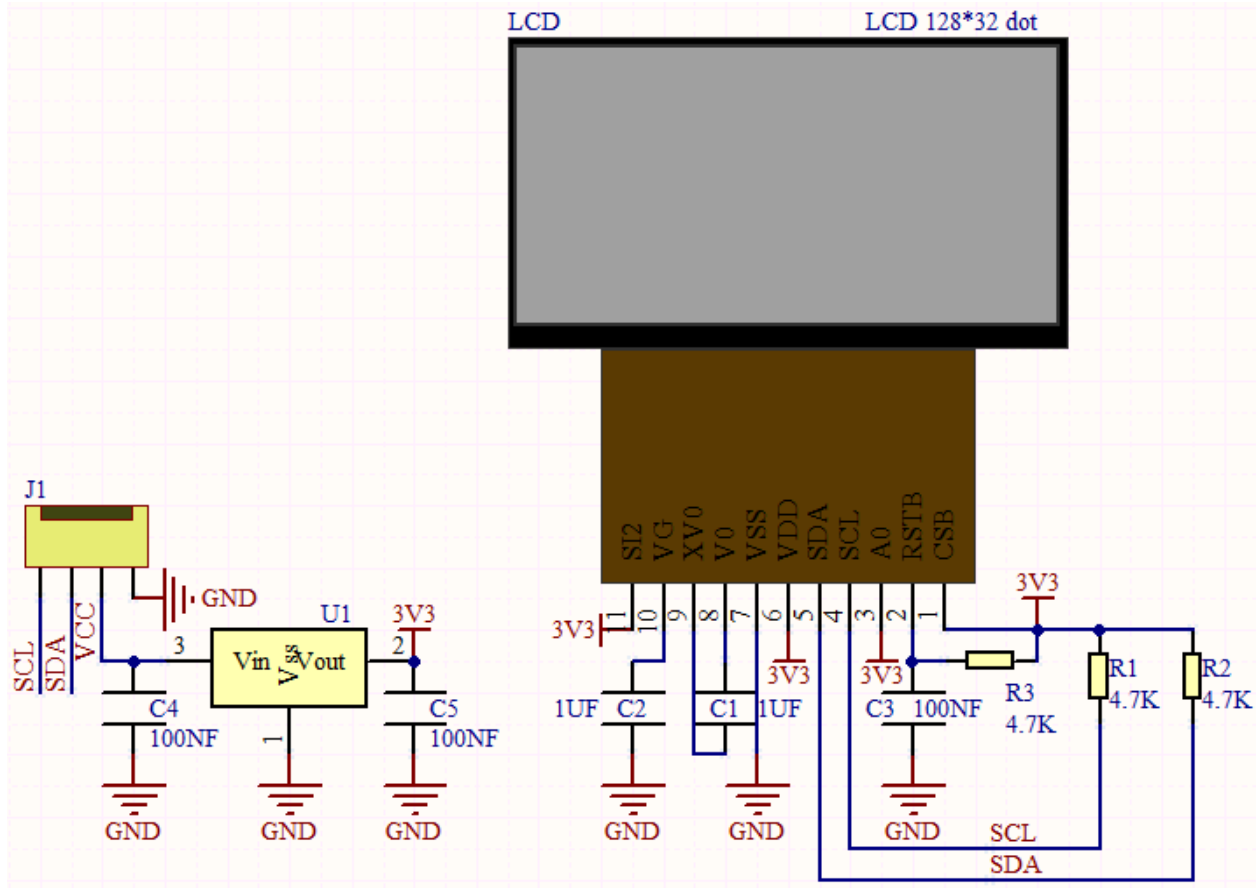 LCD
LCD 128*32 dot
J1
SI2
VG
XV0
V0
VSS
VDD
SDA
SCL
A0
RSTB
CSB
11
10
9
8
7
6
5
4
3
2
1
SCL
SDA
VCC
GND
U1
3
Vin
Vss
Vout
2
1
3V3
C4
100NF
C5
100NF
GND
GND
GND
3V3
3V3
3V3
3V3
1UF
C2
C1
1UF
C3
100NF
R3
4.7K
R1
4.7K
R2
4.7K
GND
GND
GND
SCL
SDA